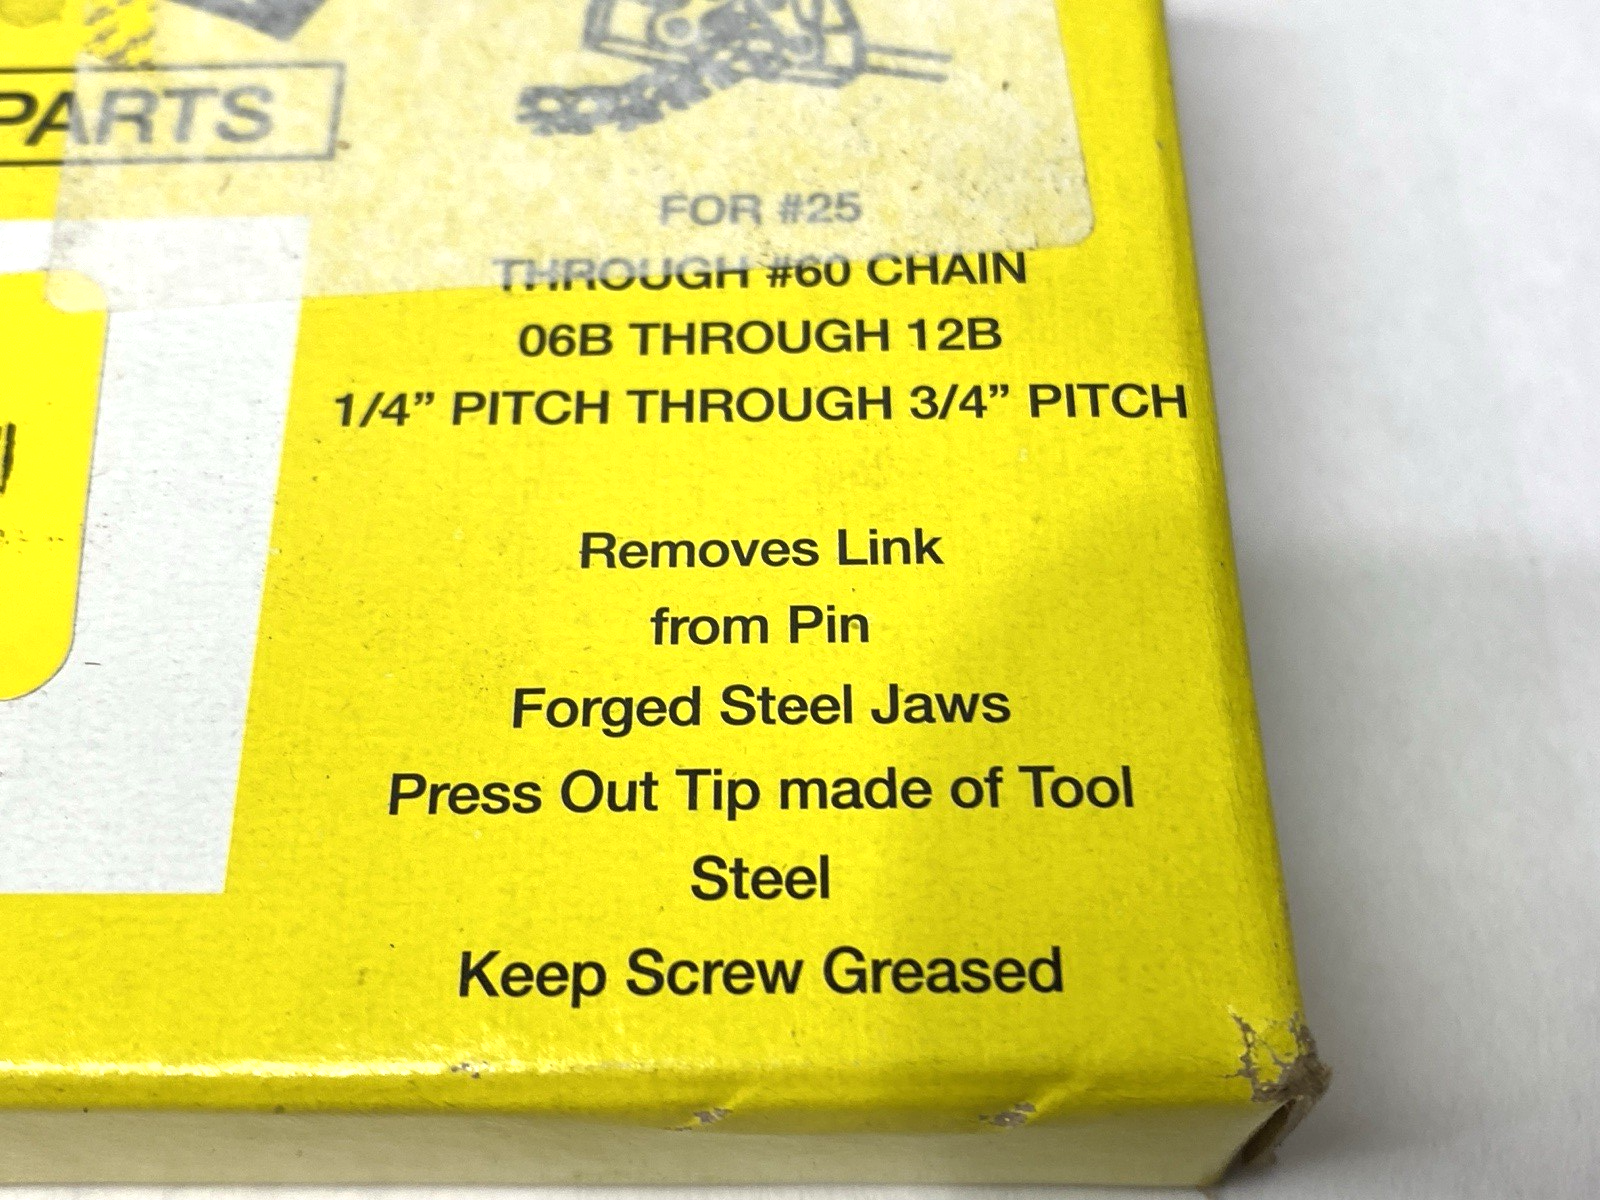 PARTS
FOR #25
THROUGH #60 CHAIN
06B THROUGH 12B
1/4” PITCH THROUGH 3/4” PITCH
Removes Link
from Pin
Forged Steel Jaws
Press Out Tip made of Tool
Steel
Keep Screw Greased